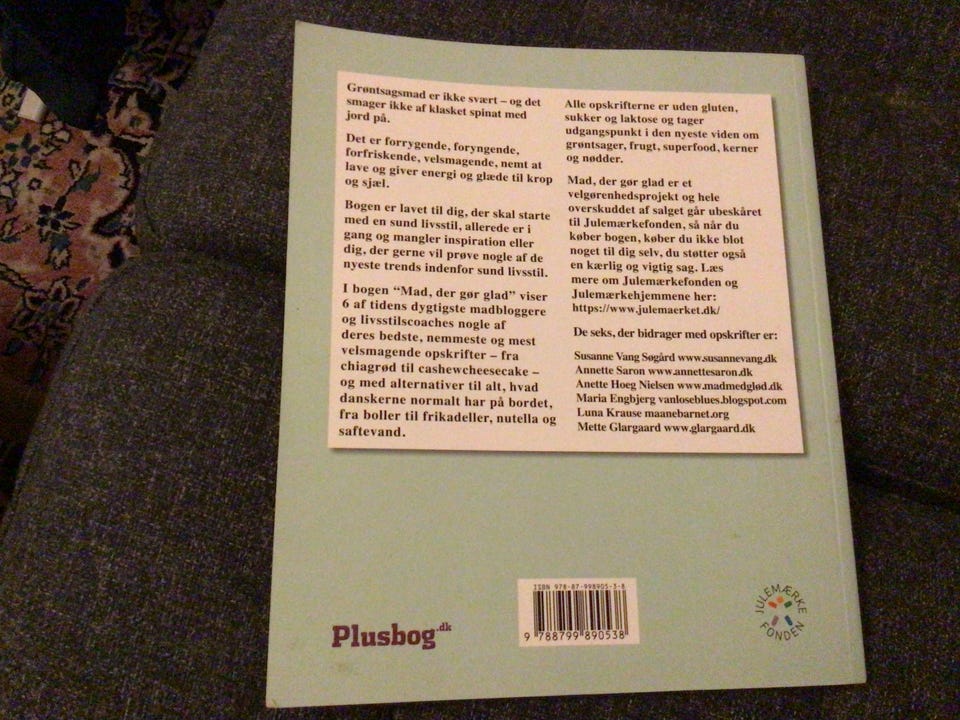 Grøntsagsmad er ikke svært – og det
smager ikke af klasket spinat med
jord på.
Det er forrygende, foryngende,
forfriskende, velsmagende, nemt at
lave og giver energi og glæde til krop
og sjæl.
Bogen er lavet til dig, der skal starte
med en sund livsstil, allerede er i
gang og mangler inspiration eller
dig, der gerne vil prøve nogle af de
nyeste trends indenfor sund livsstil.
I bogen “Mad, der gør glad” viser
6 af tidens dygtigste madbloggere
og livsstilscoaches nogle af
deres bedste, nemmeste og mest
velsmagende opskrifter – fra
chiagrød til cashewcheesecake –
og med alternativer til alt, hvad
danskerne normalt har på bordet,
fra boller til frikadeller, nutella og
saftevand.
Alle opskrifterne er uden gluten,
sukker og laktose og tager
udgangspunkt i den nyeste viden om
grøntsager, frugt, superfood, kerner
og nødder.
Mad, der gør glad er et
velgørenhedsprojekt og hele
overskuddet af salget går ubeskåret
til Julemærkefonden, så når du
køber bogen, køber du ikke blot
noget til dig selv, du støtter også
en kærlig og vigtig sag. Læs
mere om Julemærkefonden og
Julemærkehjemmene her:
https://www.julemaerket.dk/
De seks, der bidrager med opskrifter er:
Susanne Vang Søgård www.susannevang.dk
Annette Saron www.annettesaron.dk
Anette Hoeg Nielsen www.madmedglød.dk
Maria Engbjerg vanloseblues.blogspot.com
Luna Krause maanebarnet.org
Mette Glargaard www.glargaard.dk
Plusbog.dk
ISBN 978-87-998905-3-8
9 788799 890538
JULEMÆRKE
FONDEN